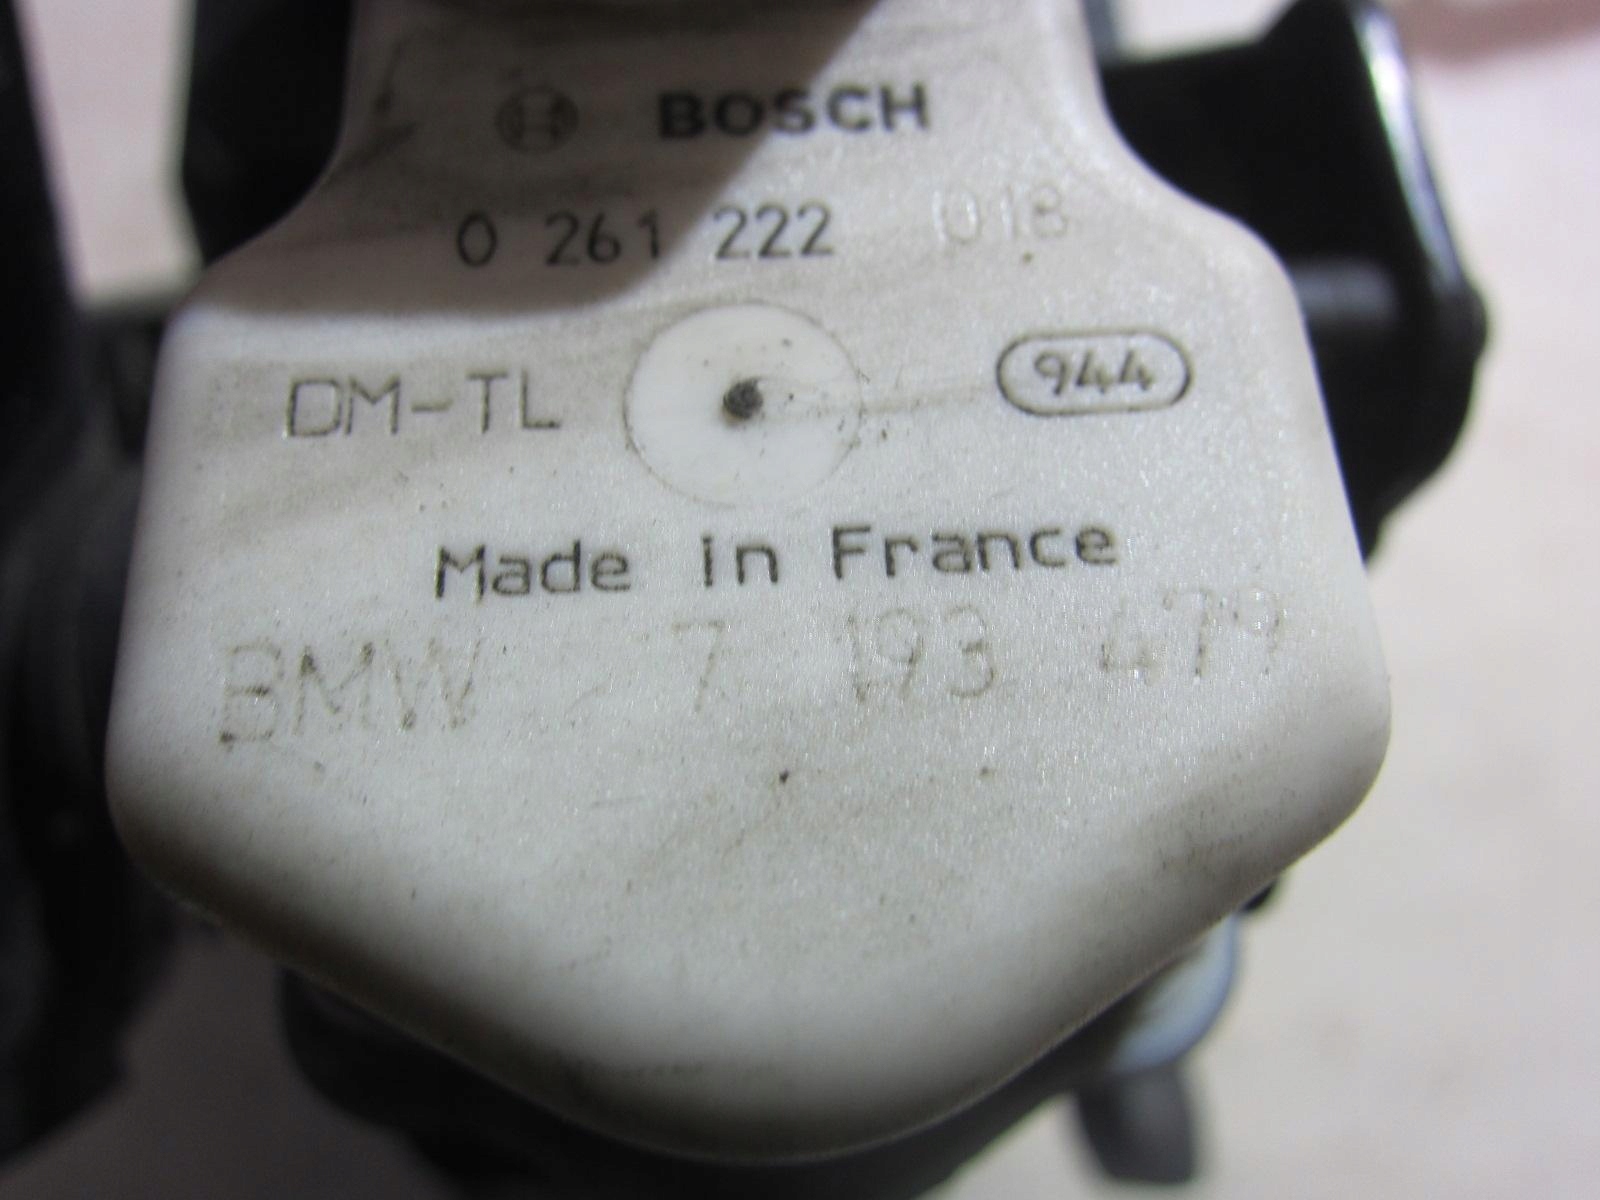 BOSCH
0 261 222 018
DM-TL 944
Made in France
BMW 7 193 479